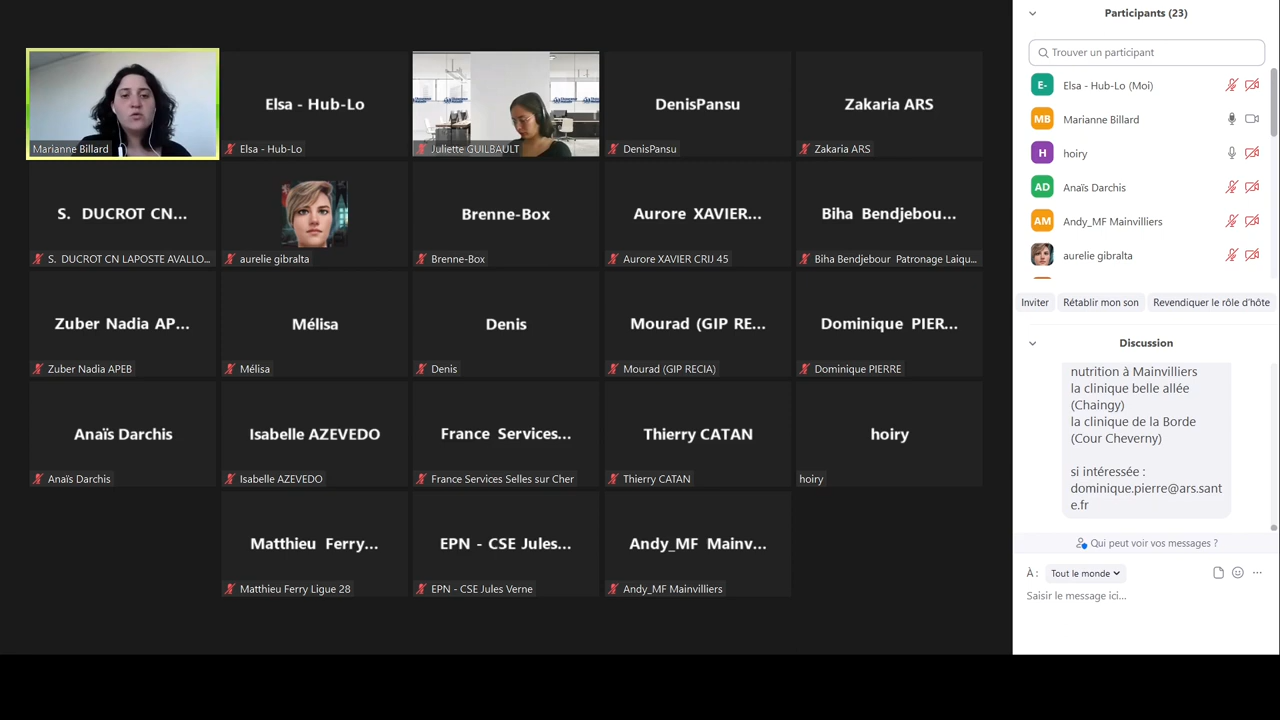 Marianne Billard
Elsa - Hub-Lo
Elsa - Hub-Lo
Juliette GUILBAULT
DenisPansu
DenisPansu
Zakaria ARS
Zakaria ARS
S. DUCROT CN...
S. DUCROT CN LAPOSTE AVALLO...
aurelie gibralta
Brenne-Box
Brenne-Box
Aurore XAVIER...
Aurore XAVIER CRIJ 45
Biha Bendjebou...
Biha Bendjebour Patronage Laiqu...
Zuber Nadia AP...
Zuber Nadia APEB
Mélisa
Mélisa
Denis
Denis
Mourad (GIP RE...
Mourad (GIP RECIA)
Dominique PIER...
Dominique PIERRE
Anaïs Darchis
Anaïs Darchis
Isabelle AZEVEDO
Isabelle AZEVEDO
France Services...
France Services Selles sur Cher
Thierry CATAN
Thierry CATAN
hoiry
hoiry
Matthieu Ferry...
Matthieu Ferry Ligue 28
EPN - CSE Jules...
EPN - CSE Jules Verne
Andy_MF Mainv...
Andy_MF Mainvilliers
Participants (23)
Trouver un participant
E- Elsa - Hub-Lo (Moi)
MB Marianne Billard
H hoiry
AD Anaïs Darchis
AM Andy_MF Mainvilliers
aurelie gibralta
Inviter Rétablir mon son Revendiquer le rôle d'hôte
Discussion
nutrition à Mainvilliers
la clinique belle allée
(Chaingy)
la clinique de la Borde
(Cour Cheverny)
si intéressée :
dominique.pierre@ars.sant
e.fr
Qui peut voir vos messages ?
À : Tout le monde
Saisir le message ici...